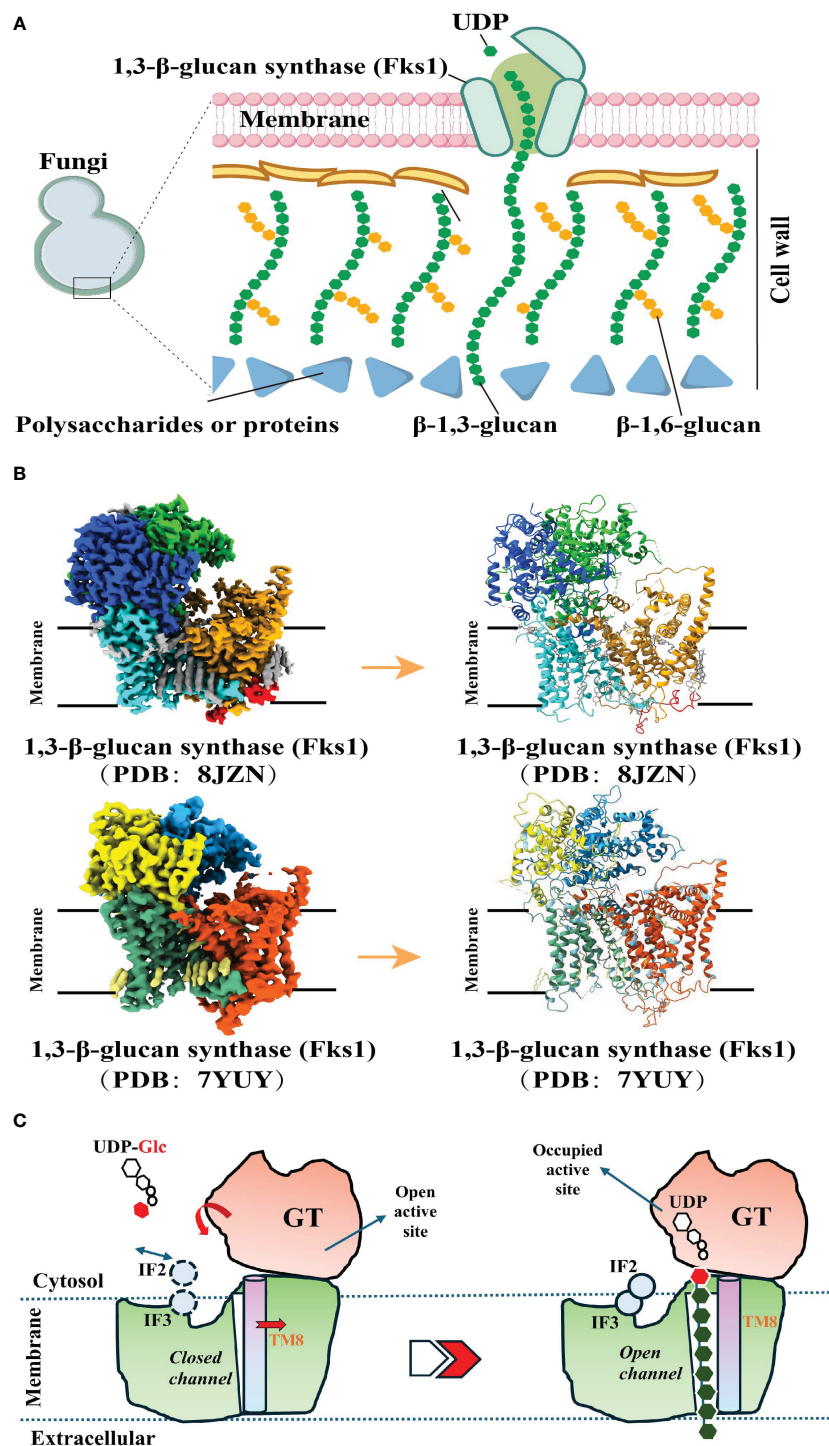 A
UDP
1,3-β-glucan synthase (Fks1)
Membrane
Fungi
Cell wall
Polysaccharides or proteins
β-1,3-glucan
β-1,6-glucan
B
Membrane
Membrane
1,3-β-glucan synthase (Fks1)
（PDB： 8JZN）
1,3-β-glucan synthase (Fks1)
（PDB： 8JZN）
Membrane
Membrane
1,3-β-glucan synthase (Fks1)
（PDB： 7YUY）
1,3-β-glucan synthase (Fks1)
（PDB： 7YUY）
C
UDP-Glc
GT
Open
active
site
IF2
Cytosol
IF3
Membrane
TM8
Closed
channel
Extracellular
Occupied
active
site
UDP
GT
IF2
IF3
TM8
Open
channel